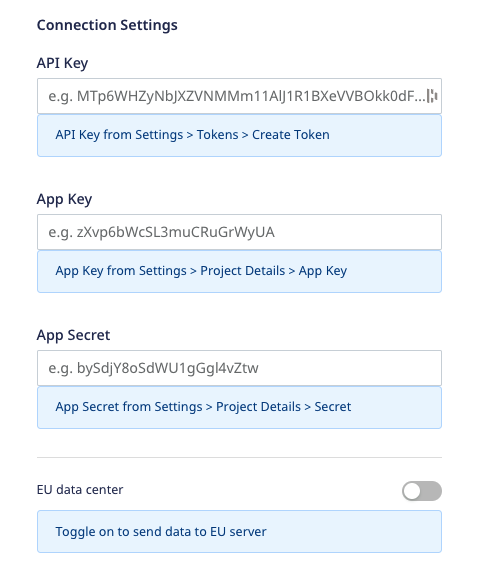 Connection Settings
API Key
e.g. MTp6WHZyNbJXZVNMMm11AlJ1R1BXeVVBOkk0dF...
API Key from Settings > Tokens > Create Token
App Key
e.g. zXvp6bWcSL3muCRuGrWyUA
App Key from Settings > Project Details > App Key
App Secret
e.g. bySdjY8oSdWU1gGgl4vZtw
App Secret from Settings > Project Details > Secret
EU data center
Toggle on to send data to EU server